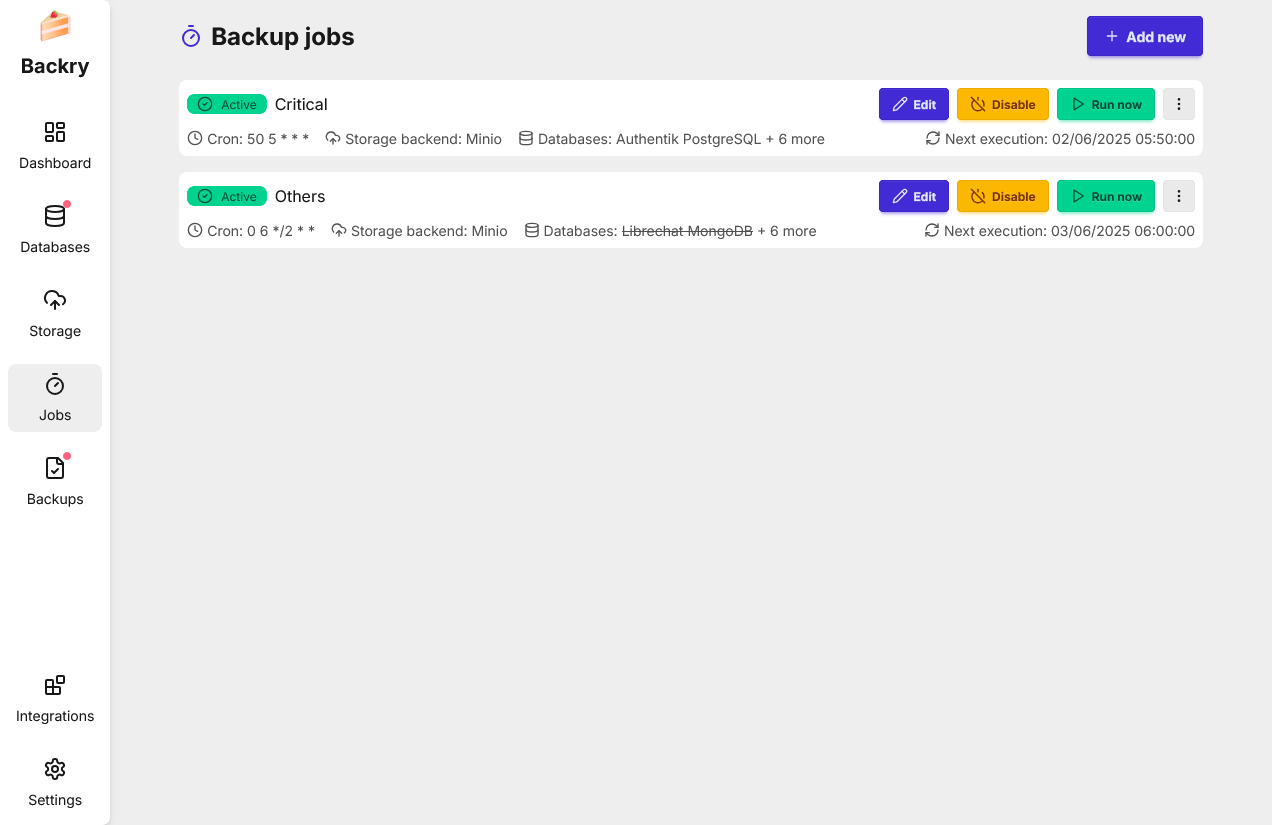 Backry
Dashboard
Databases
Storage
Jobs
Backups
Integrations
Settings
Backup jobs
+ Add new
Active Critical Edit Disable Run now
Cron: 50 5 * * * Storage backend: Minio Databases: Authentik PostgreSQL + 6 more Next execution: 02/06/2025 05:50:00
Active Others Edit Disable Run now
Cron: 0 6 */2 * * Storage backend: Minio Databases: Librechat MongoDB + 6 more Next execution: 03/06/2025 06:00:00